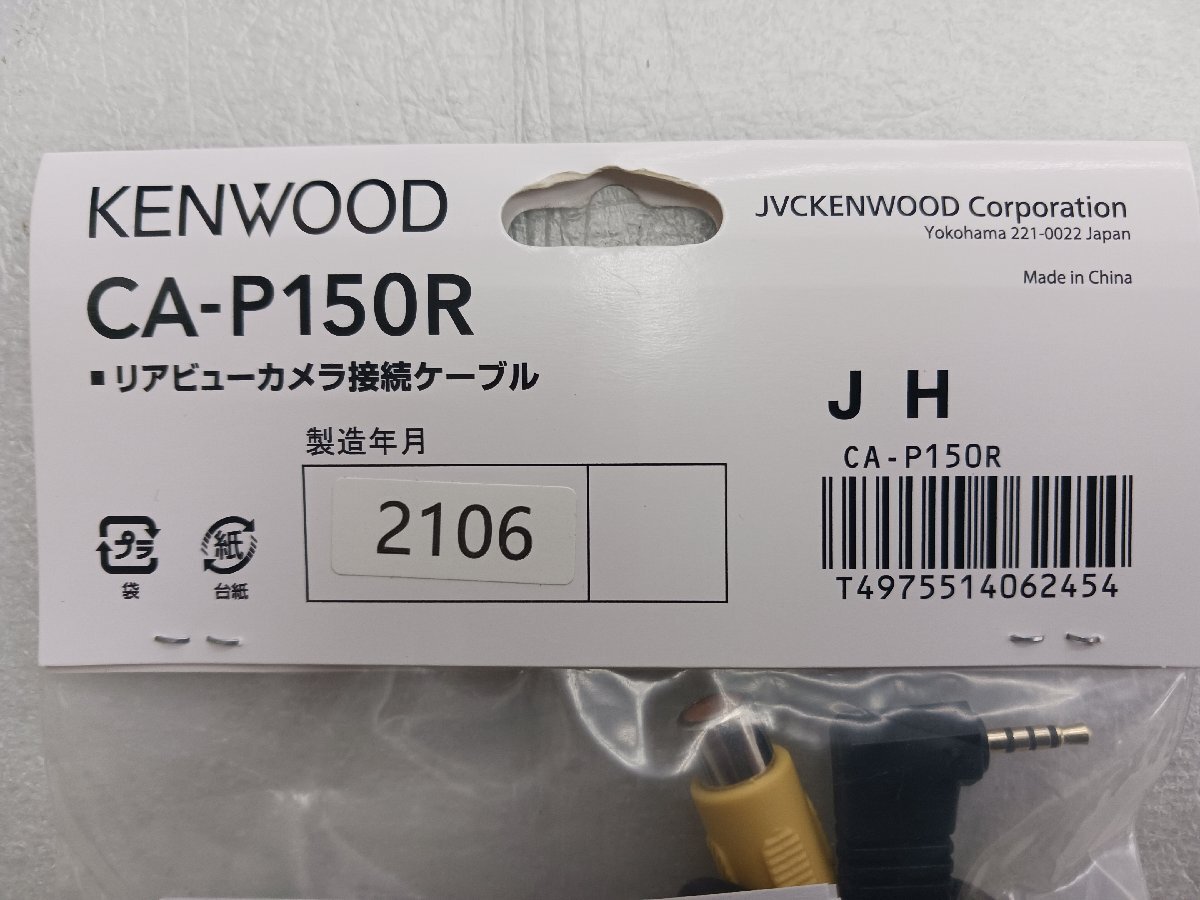 KENWOOD
CA-P150R
■リアビューカメラ接続ケーブル
製造年月
2106
プラ
袋
紙
台紙
JVCKENWOOD Corporation
Yokohama 221-0022 Japan
Made in China
J H
CA-P150R
T4975514062454